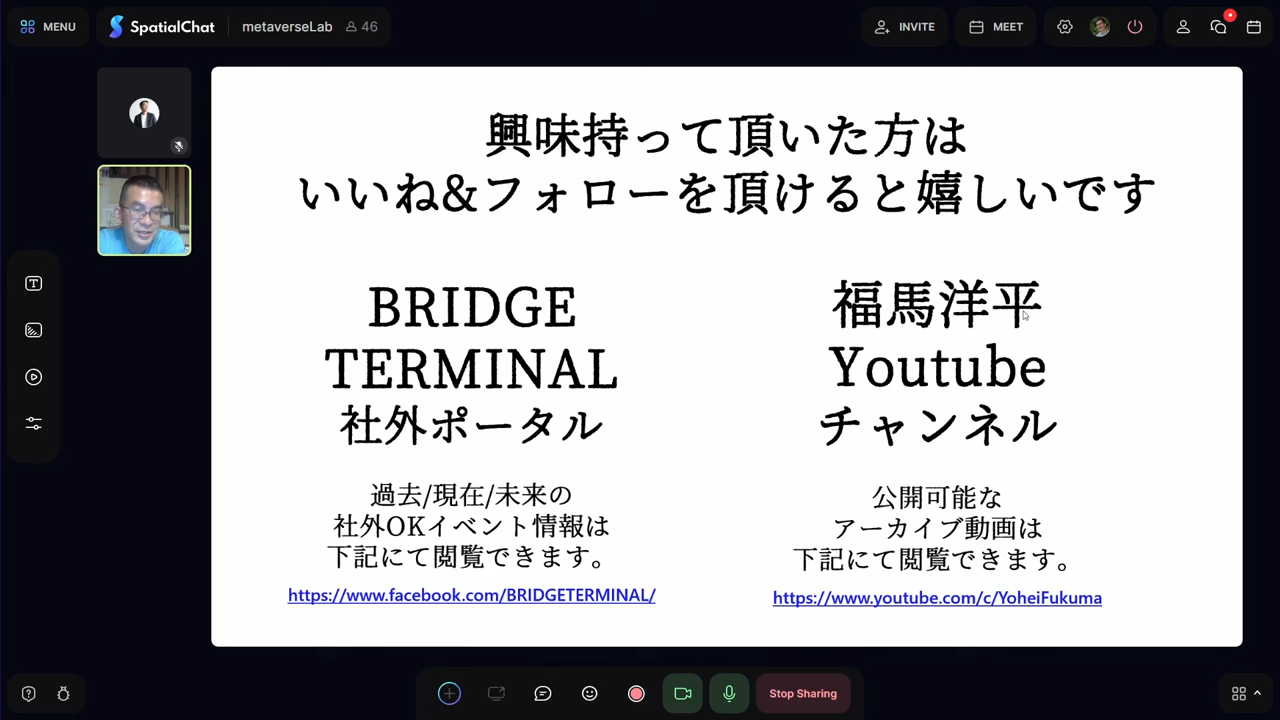 MENU
SpatialChat
metaverseLab
46
INVITE
MEET
興味持って頂いた方は
いいね&フォローを頂けると嬉しいです
BRIDGE
TERMINAL
社外ポータル
過去/現在/未来の
社外OKイベント情報は
下記にて閲覧できます。
https://www.facebook.com/BRIDGETERMINAL/
福馬洋平
Youtube
チャンネル
公開可能な
アーカイブ動画は
下記にて閲覧できます。
https://www.youtube.com/c/YoheiFukuma
Stop Sharing